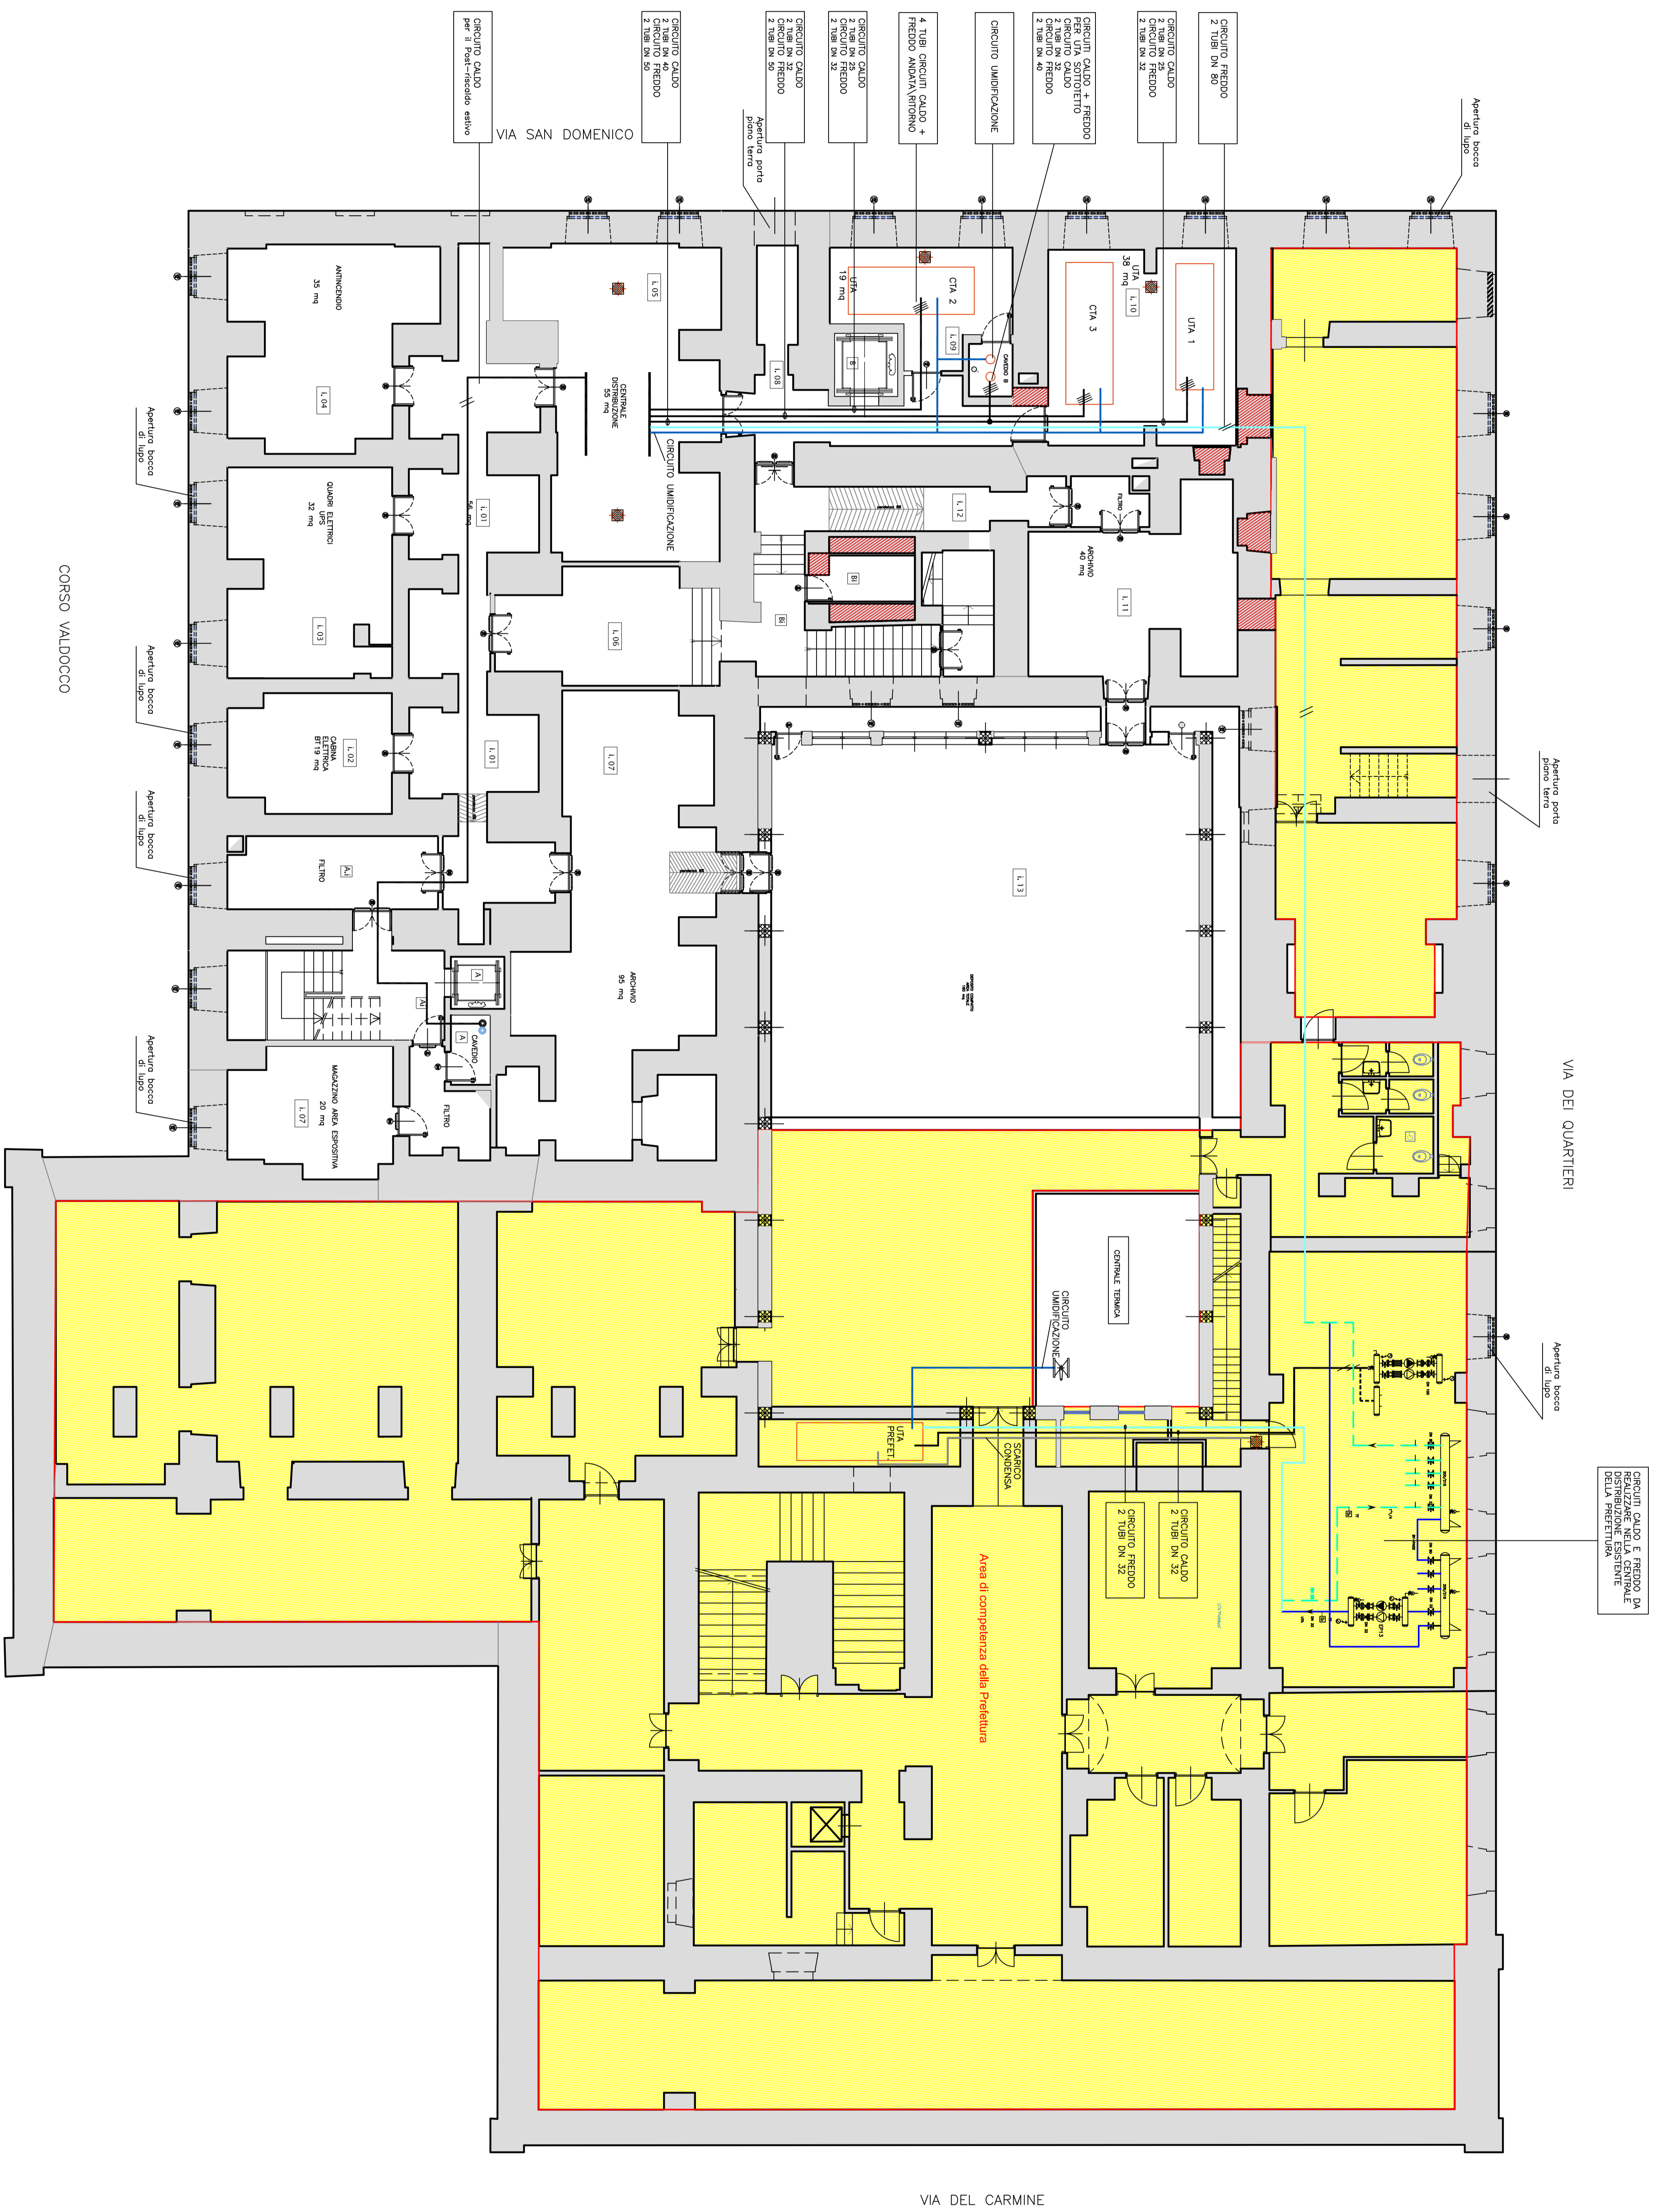 CIRCUITO CALDO
per il Post-riscaldo estivo
VIA SAN DOMENICO
CIRCUITO CALDO
2 TUBI DN 40
CIRCUITO FREDDO
2 TUBI DN 50
Apertura porta
piano terra
CIRCUITO CALDO
2 TUBI DN 32
CIRCUITO FREDDO
2 TUBI DN 50
CIRCUITO CALDO
2 TUBI DN 25
CIRCUITO FREDDO
2 TUBI DN 32
4 TUBI CIRCUITI CALDO +
FREDDO ANDATA\RITORNO
CIRCUITO UMIDIFICAZIONE
CIRCUITI CALDO + FREDDO
PER UTA SOTTOTETTO
CIRCUITO CALDO
2 TUBI DN 32
CIRCUITO FREDDO
2 TUBI DN 40
CIRCUITO CALDO
2 TUBI DN 25
CIRCUITO FREDDO
2 TUBI DN 32
CIRCUITO FREDDO
2 TUBI DN 80
Apertura bocca
di lupo
ANTINCENDIO
35 mq
i. 04
i. 05
CENTRALE
DISTRIBUZIONE
55 mq
CIRCUITO UMIDIFICAZIONE
i. 08
UTA
19 mq
CTA 2
i. 09
B
CAVEDIO B
UTA
38 mq
i. 10
CTA 3
UTA 1
QUADRI ELETTRICI
UPS
32 mq
i. 03
i. 01
56 mq
i. 06
i. 12
FILTRO
ARCHIVIO
40 mq
i. 11
Bi
Bi
Apertura bocca
di lupo
CORSO VALDOCCO
Apertura bocca
di lupo
CABINA
ELETTRICA
BT19 mq
i. 02
i. 01
i. 07
Apertura porta
piano terra
Apertura bocca
di lupo
FILTRO
A.i
i. 13
DEPOSITO COMPATTO
ARCHIVIO
95 mq
A
Ai
A
CAVEDIO
FILTRO
MAGAZZINO AREA ESPOSITIVA
20 mq
i. 07
Apertura bocca
di lupo
VIA DEI QUARTIERI
CENTRALE TERMICA
CIRCUITO
UMIDIFICAZIONE
Apertura bocca
di lupo
UTA
PREFET.
SCARICO
CONDENSA
CIRCUITO FREDDO
2 TUBI DN 32
CIRCUITO CALDO
2 TUBI DN 32
CIRCUITI CALDO E FREDDO DA
REALIZZARE NELLA CENTRALE
DISTRIBUZIONE ESISTENTE
DELLA PREFETTURA
EP13
Area di competenza della Prefettura
VIA DEL CARMINE